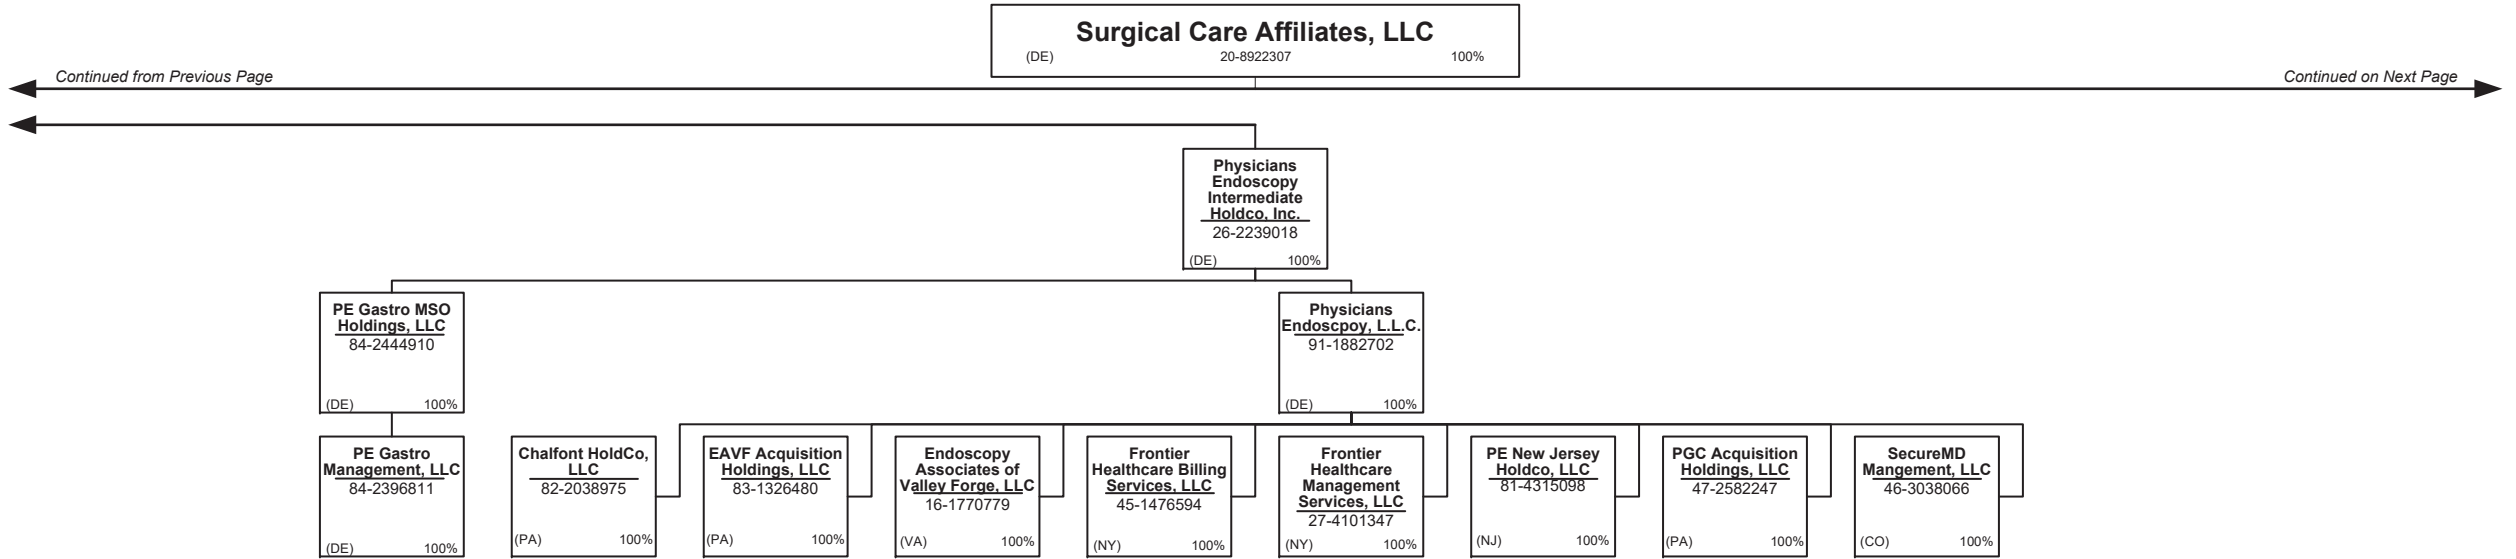 Surgical Care Affiliates, LLC
(DE) 20-8922307 100%
Continued from Previous Page
Continued on Next Page
Physicians
Endoscopy
Intermediate
Holdco, Inc.
26-2239018
(DE) 100%
PE Gastro MSO
Holdings, LLC
84-2444910
(DE) 100%
Physicians
Endoscpoy, L.L.C.
91-1882702
(DE) 100%
PE Gastro
Management, LLC
84-2396811
(DE) 100%
Chalfont HoldCo,
LLC
82-2038975
(PA) 100%
EAVF Acquisition
Holdings, LLC
83-1326480
(PA) 100%
Endoscopy
Associates of
Valley Forge, LLC
16-1770779
(VA) 100%
Frontier
Healthcare Billing
Services, LLC
45-1476594
(NY) 100%
Frontier
Healthcare
Management
Services, LLC
27-4101347
(NY) 100%
PE New Jersey
Holdco, LLC
81-4315098
(NJ) 100%
PGC Acquisition
Holdings, LLC
47-2582247
(PA) 100%
SecureMD
Mangement, LLC
46-3038066
(CO) 100%